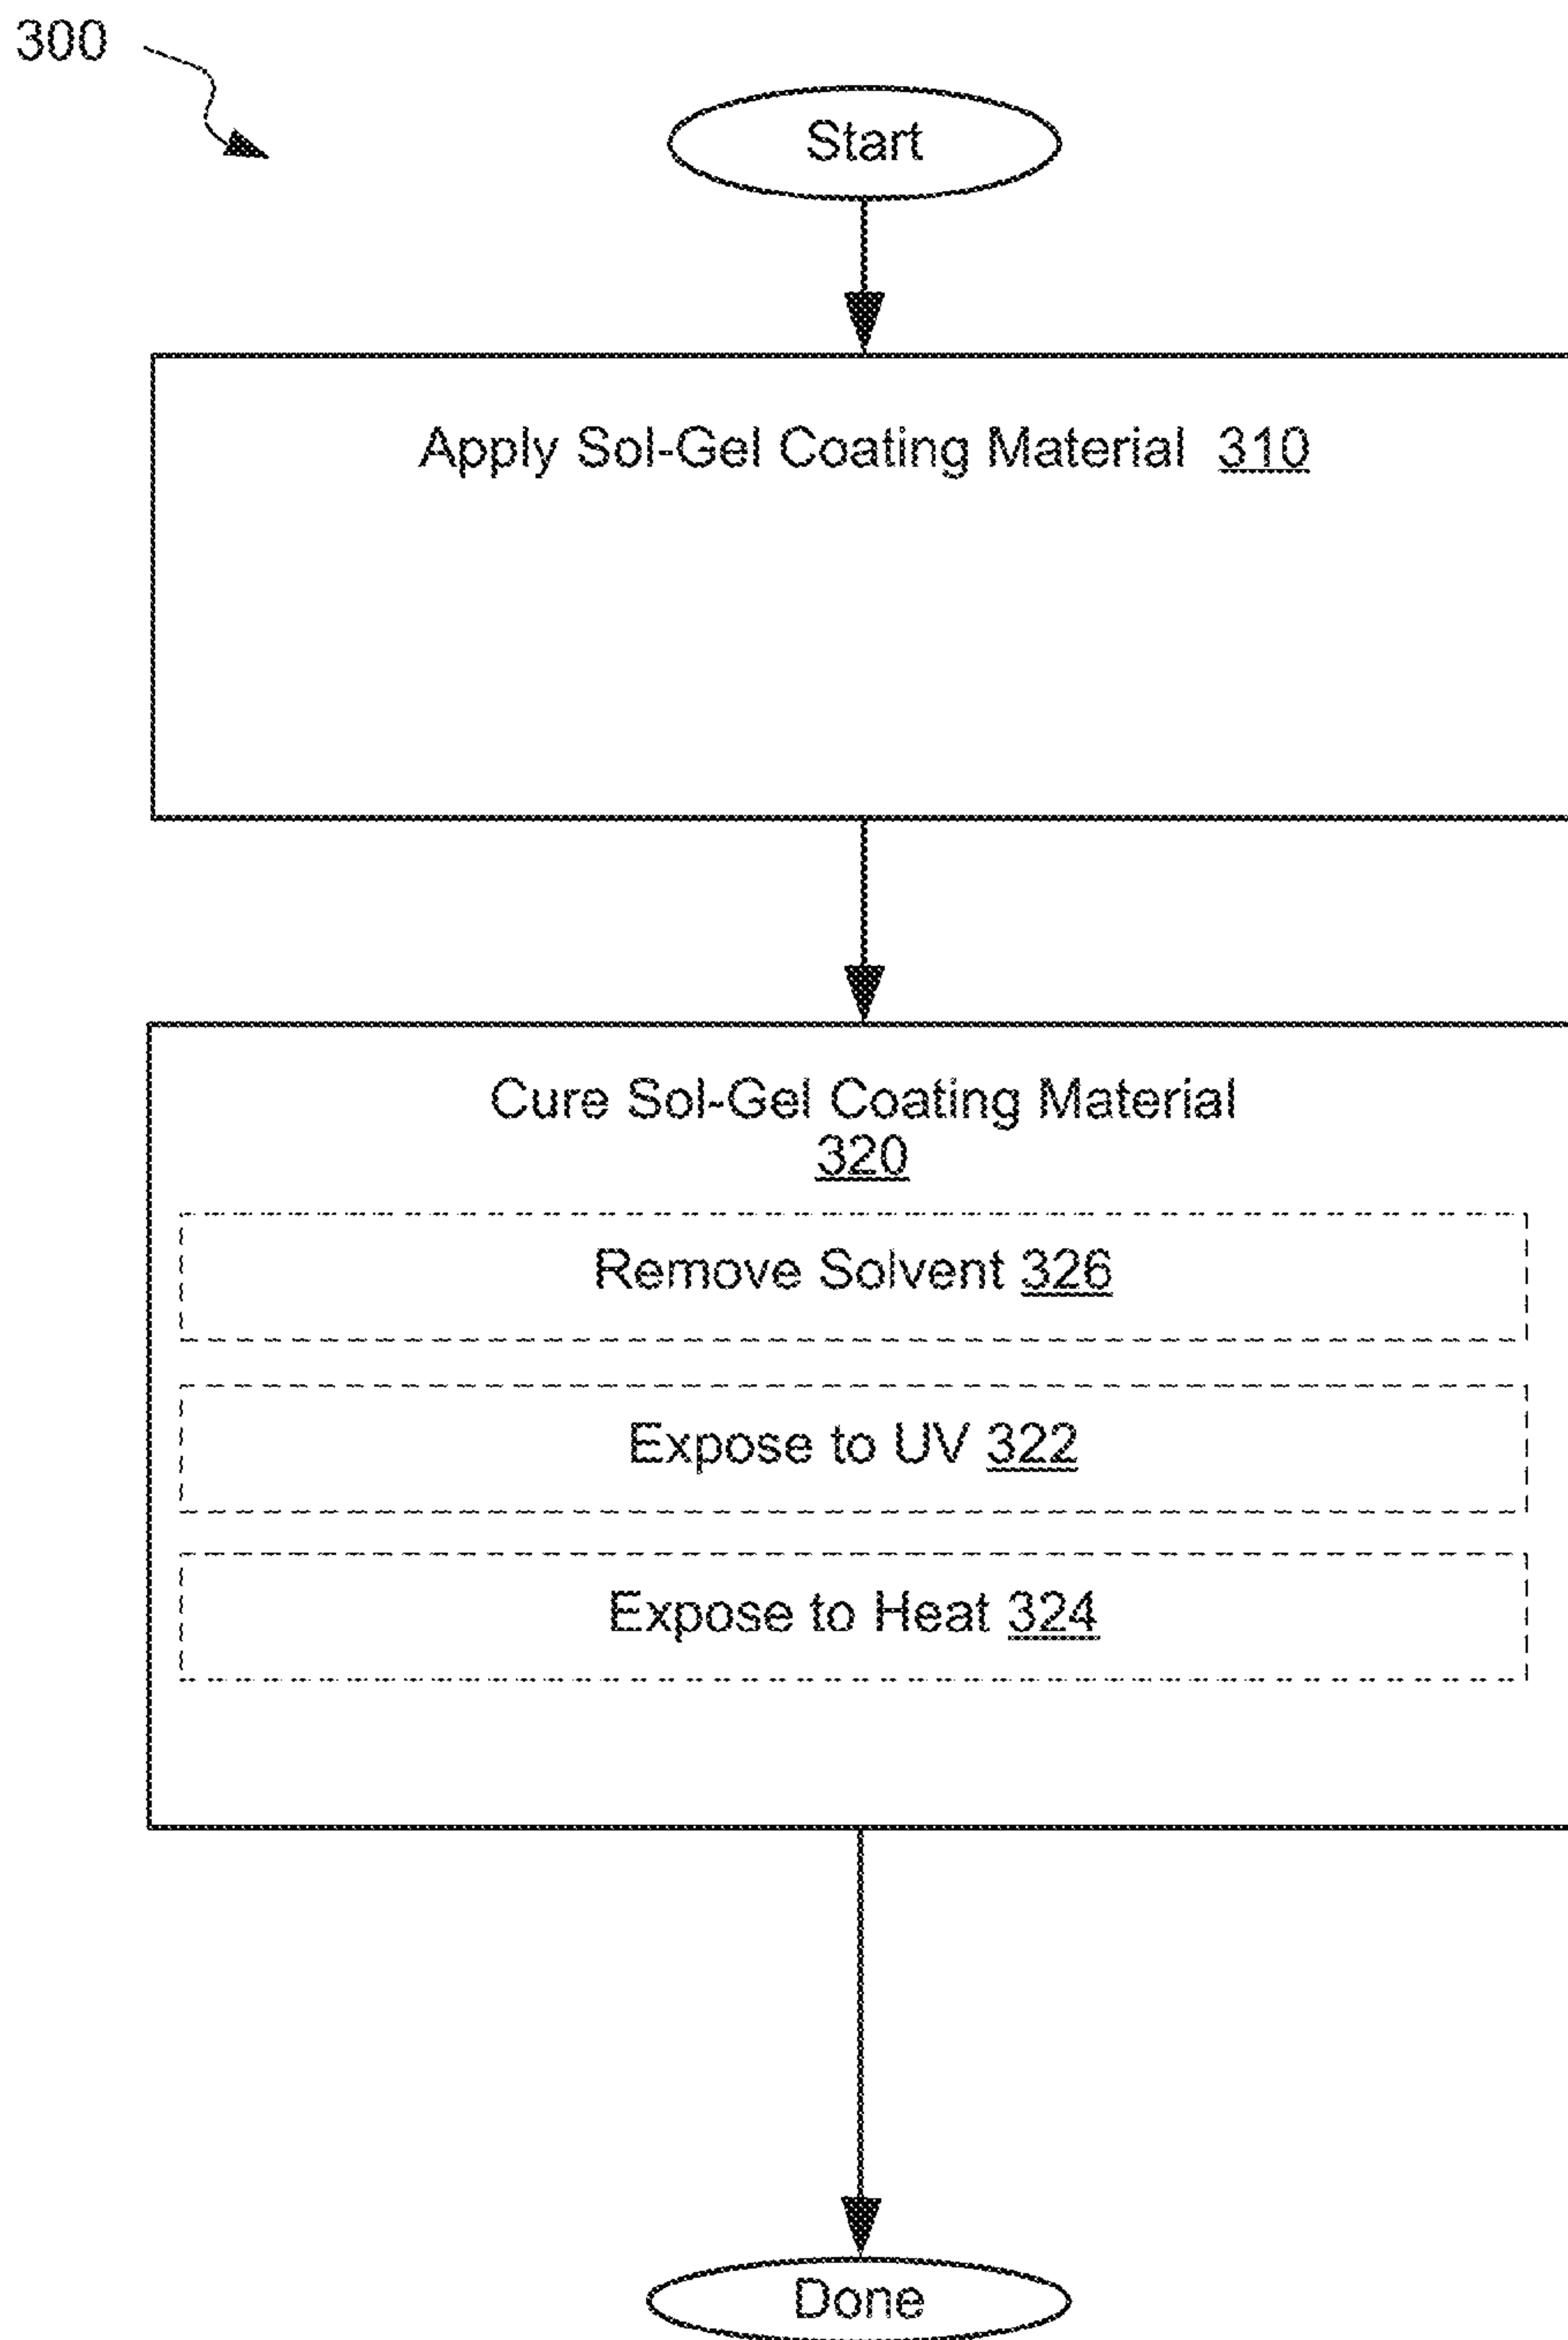 300
Start
Apply Sol-Gel Coating Material 310
Cure Sol-Gel Coating Material
320
Remove Solvent 326
Expose to UV 322
Expose to Heat 324
Done